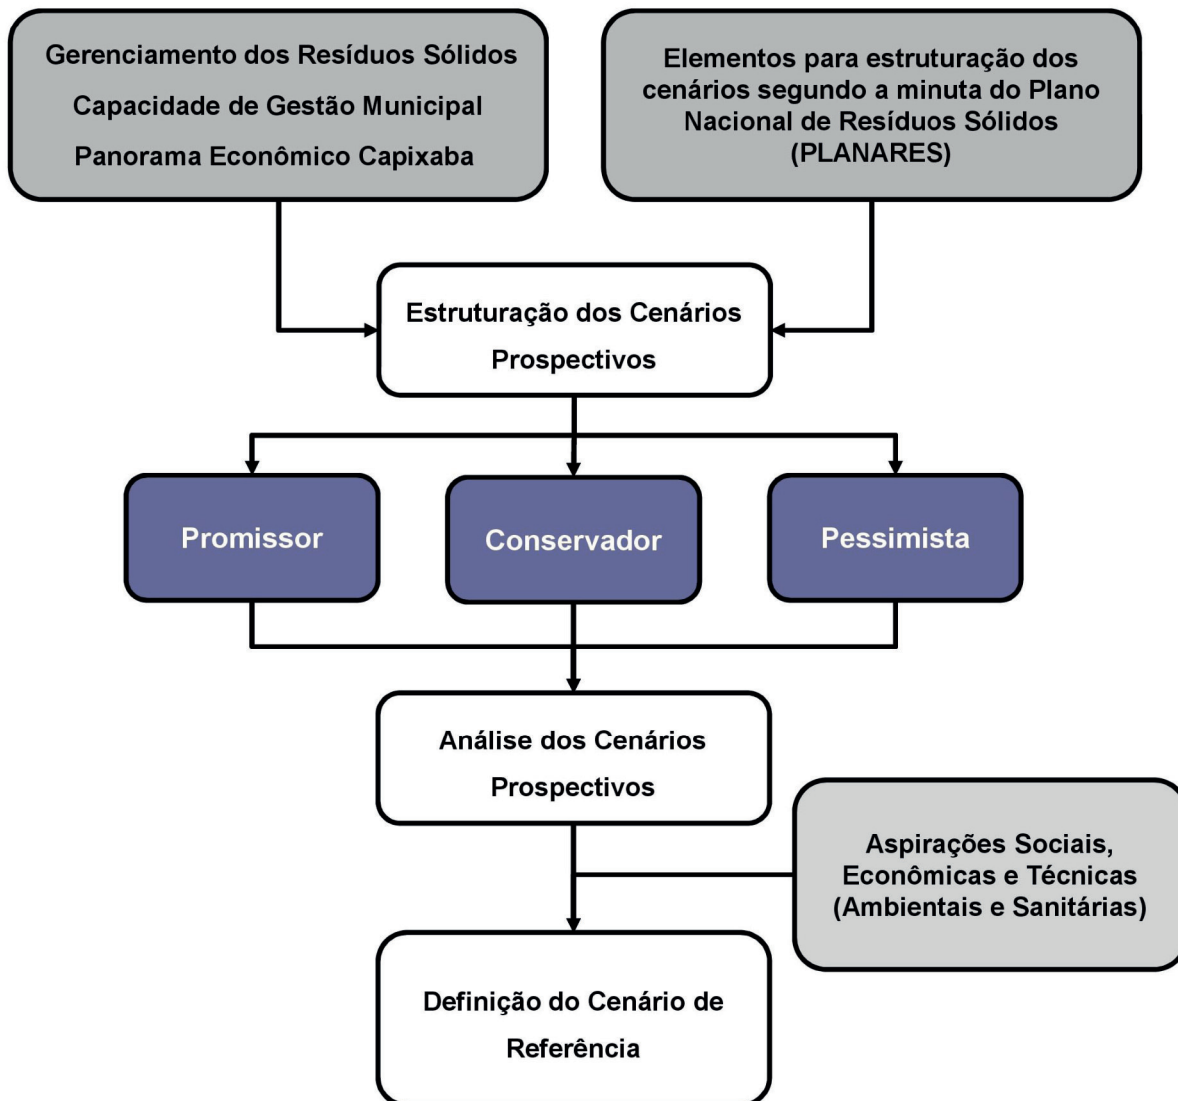 Gerenciamento dos Resíduos Sólidos
Capacidade de Gestão Municipal
Panorama Econômico Capixaba
Elementos para estruturação dos
cenários segundo a minuta do Plano
Nacional de Resíduos Sólidos
(PLANARES)
Estruturação dos Cenários
Prospectivos
Promissor
Conservador
Pessimista
Análise dos Cenários
Prospectivos
Aspirações Sociais,
Econômicas e Técnicas
(Ambientais e Sanitárias)
Definição do Cenário de
Referência